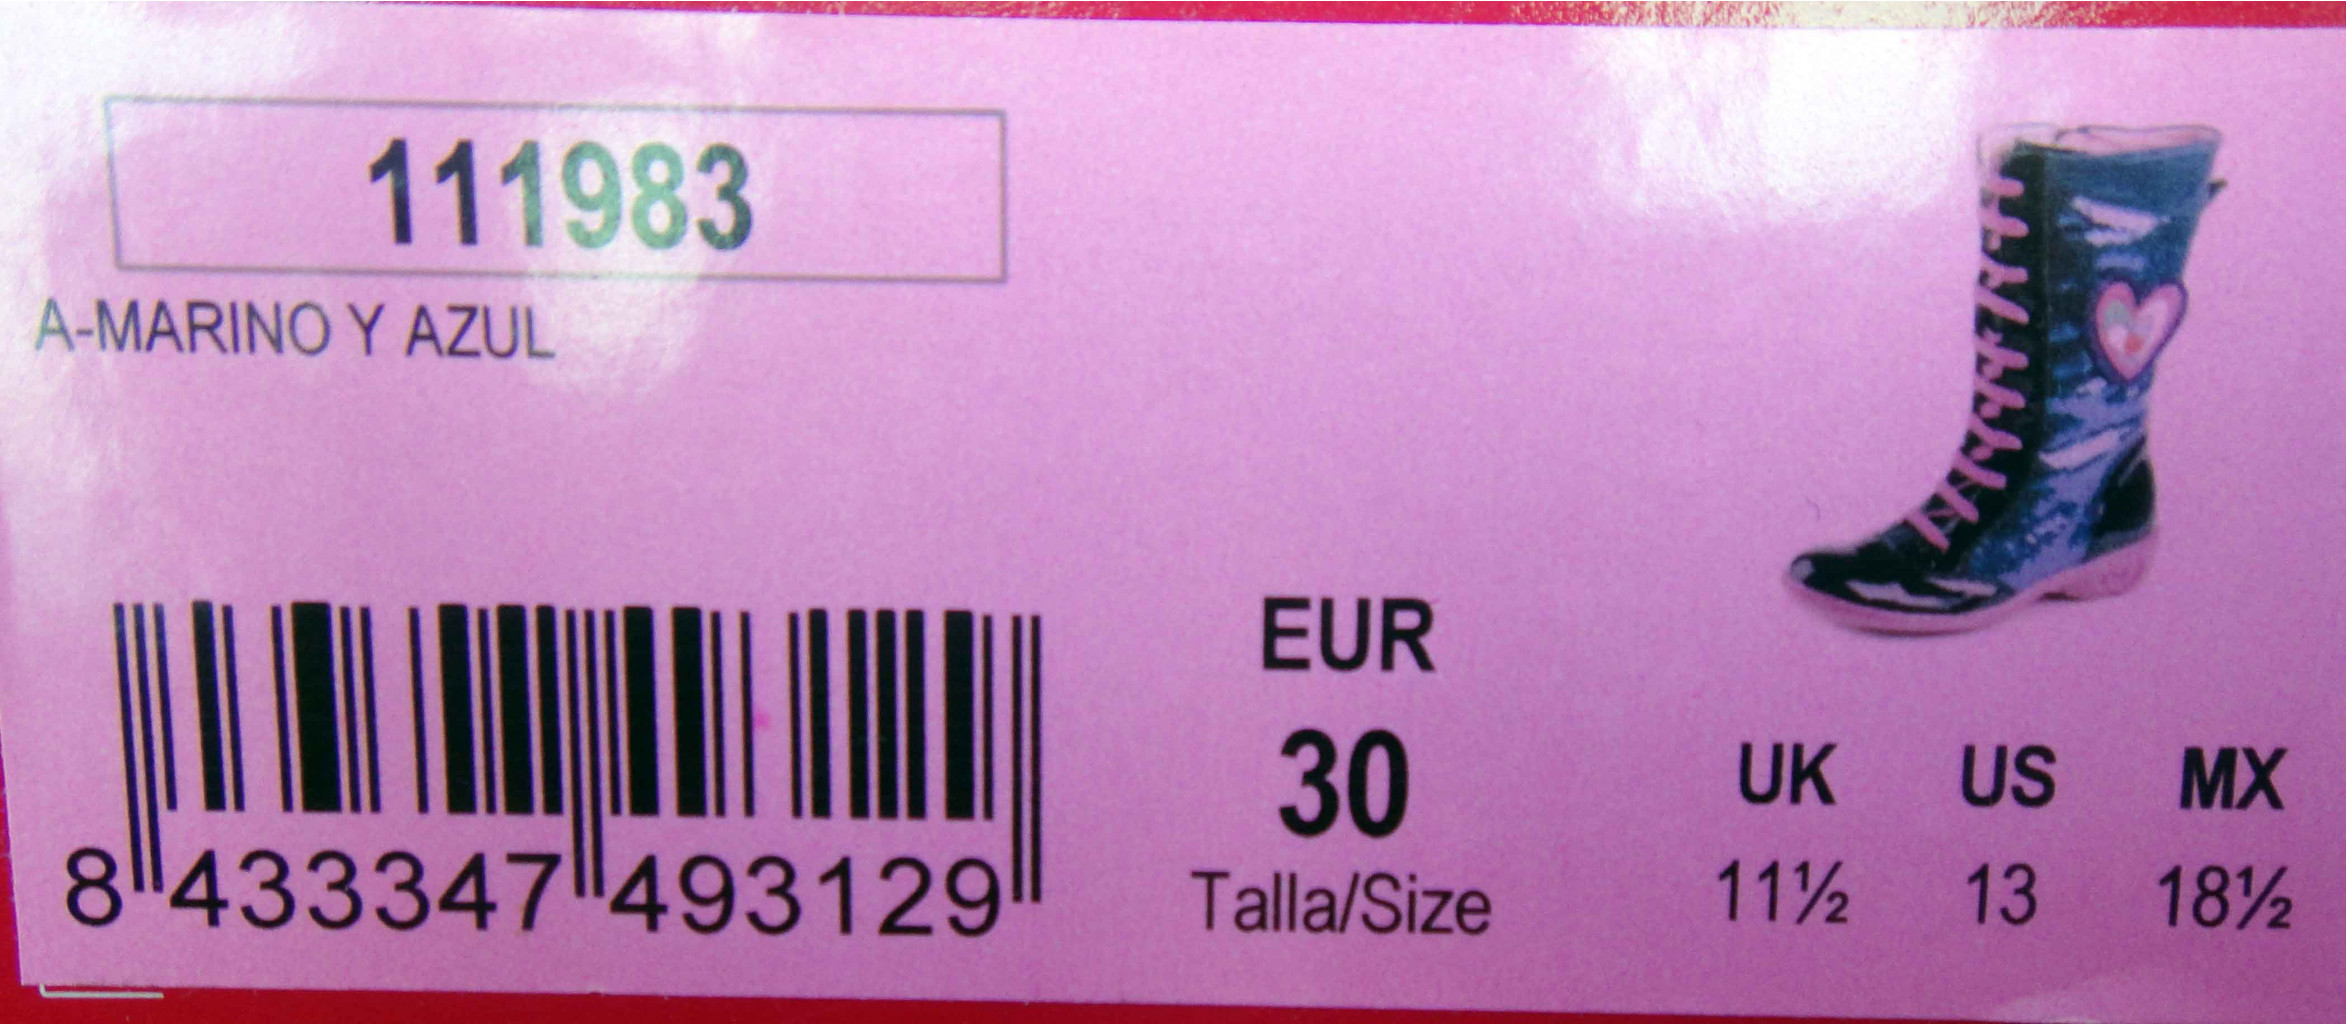 111983
A-MARINO Y AZUL
EUR
30
Talla/Size
UK US MX
11½ 13 18½
8 433347 493129